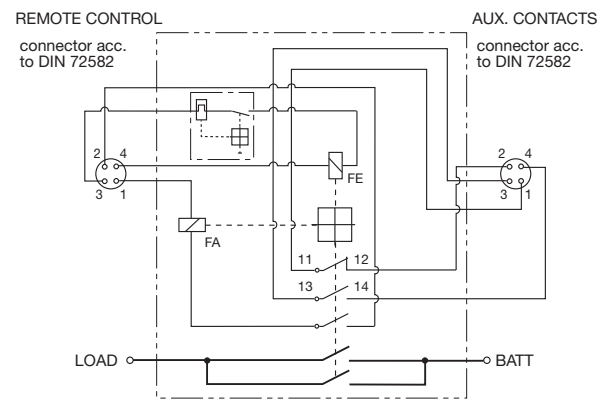 REMOTE CONTROL
connector acc.
to DIN 72582
AUX. CONTACTS
connector acc.
to DIN 72582
2 4
3 1
FE
FA
2 4
3 1
11 12
13 14
LOAD
BATT